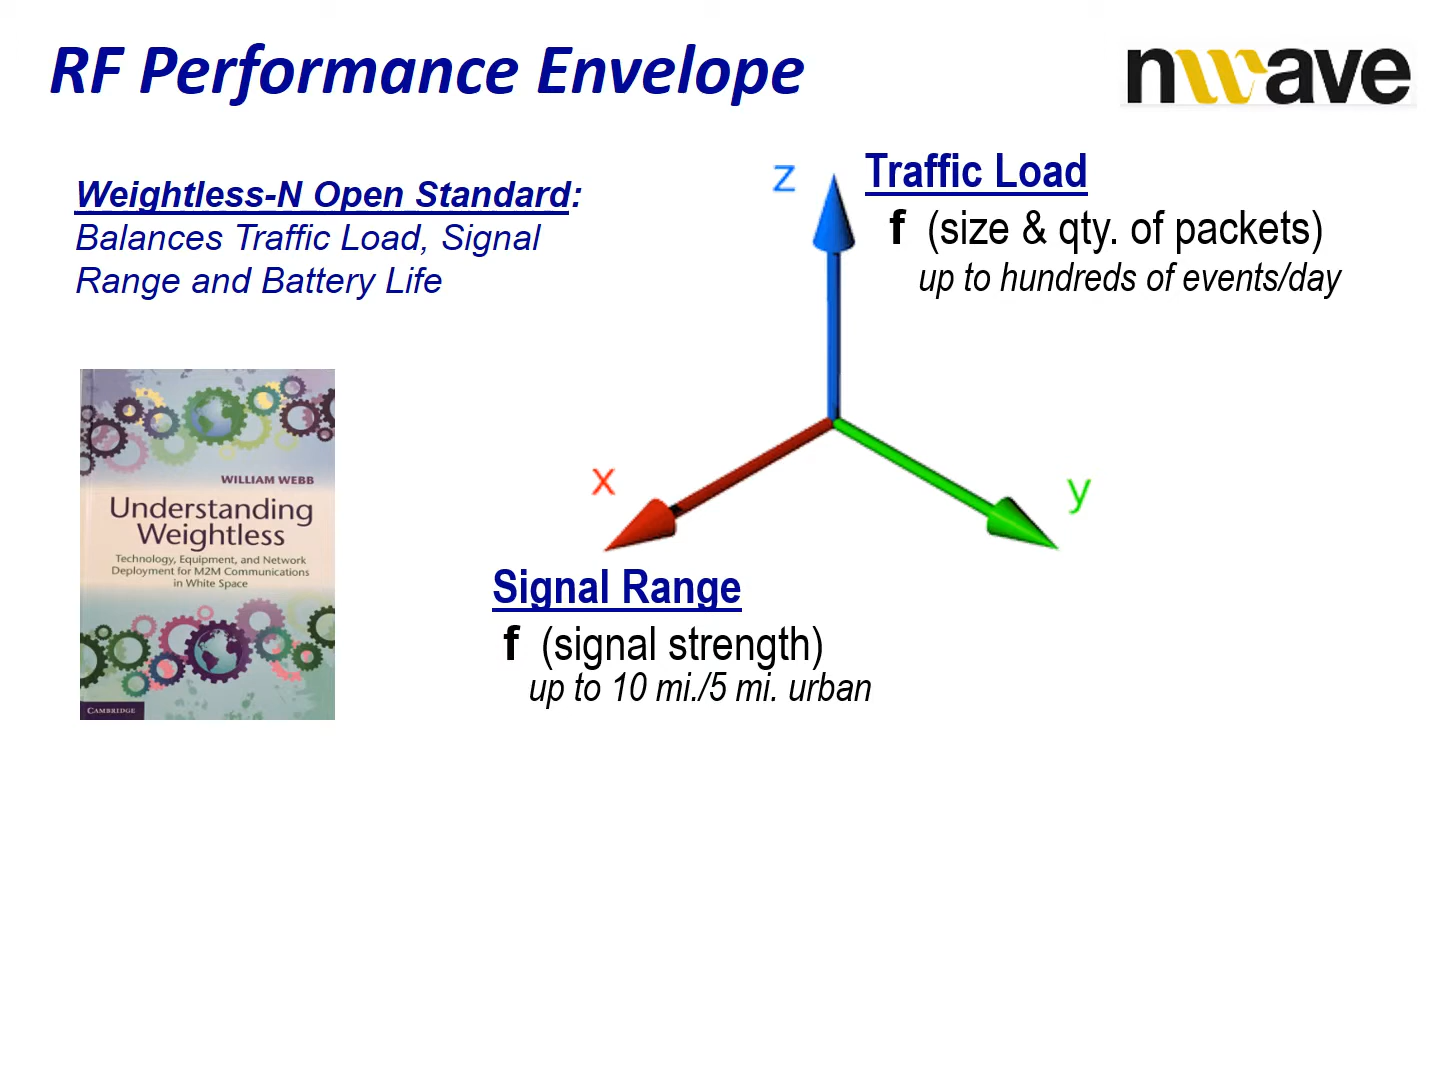 RF Performance Envelope
nwave
Weightless-N Open Standard:
Balances Traffic Load, Signal
Range and Battery Life
z
Traffic Load
f (size & qty. of packets)
up to hundreds of events/day
x
y
WILLIAM WEBB
Understanding
Weightless
Technology, Equipment, and Network
Deployment for M2M Communications
in White Space
CAMBRIDGE
Signal Range
f (signal strength)
up to 10 mi./5 mi. urban